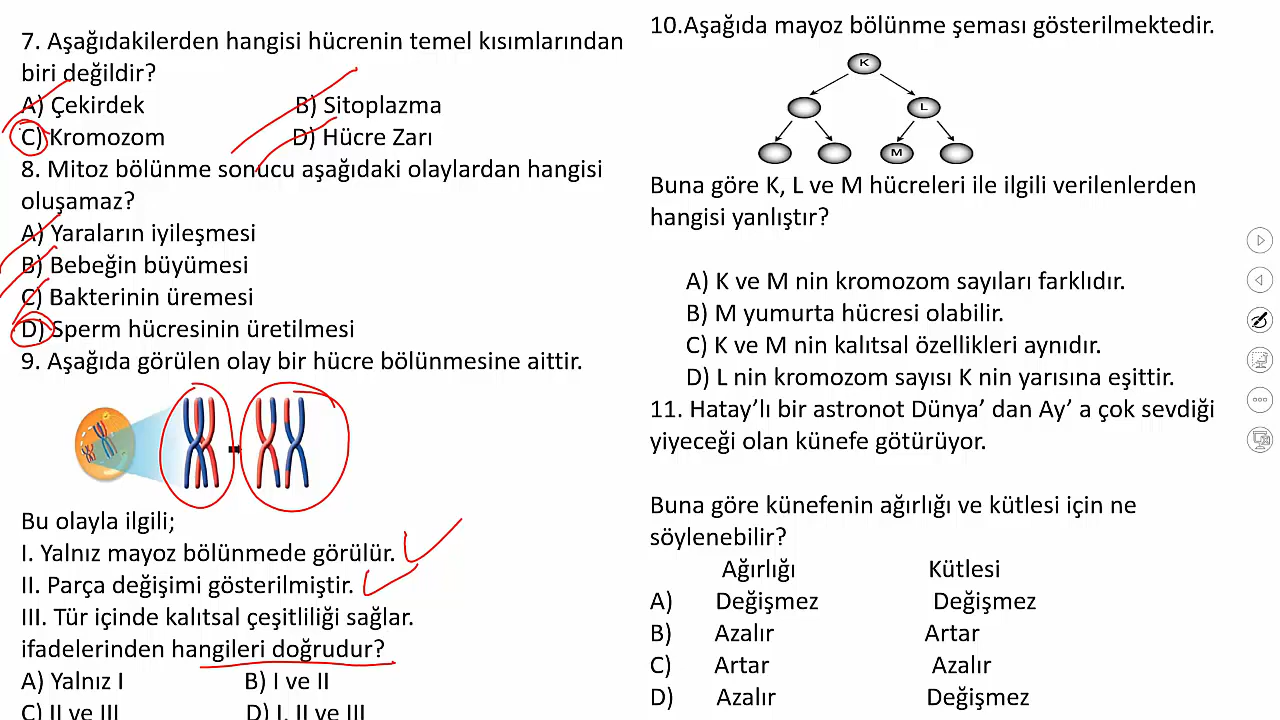 7. Aşağıdakilerden hangisi hücrenin temel kısımlarından
biri değildir?
A) Çekirdek B) Sitoplazma
C) Kromozom D) Hücre Zarı
8. Mitoz bölünme sonucu aşağıdaki olaylardan hangisi
oluşamaz?
A) Yaraların iyileşmesi
B) Bebeğin büyümesi
C) Bakterinin üremesi
D) Sperm hücresinin üretilmesi
9. Aşağıda görülen olay bir hücre bölünmesine aittir.
Bu olayla ilgili;
I. Yalnız mayoz bölünmede görülür.
II. Parça değişimi gösterilmiştir.
III. Tür içinde kalıtsal çeşitliliği sağlar.
ifadelerinden hangileri doğrudur?
A) Yalnız I B) I ve II
C) II ve III D) I, II ve III
10.Aşağıda mayoz bölünme şeması gösterilmektedir.
K
L
M
Buna göre K, L ve M hücreleri ile ilgili verilenlerden
hangisi yanlıştır?
A) K ve M nin kromozom sayıları farklıdır.
B) M yumurta hücresi olabilir.
C) K ve M nin kalıtsal özellikleri aynıdır.
D) L nin kromozom sayısı K nin yarısına eşittir.
11. Hatay’lı bir astronot Dünya’ dan Ay’ a çok sevdiği
yiyeceği olan künefe götürüyor.
Buna göre künefenin ağırlığı ve kütlesi için ne
söylenebilir?
Ağırlığı Kütlesi
A) Değişmez Değişmez
B) Azalır Artar
C) Artar Azalır
D) Azalır Değişmez